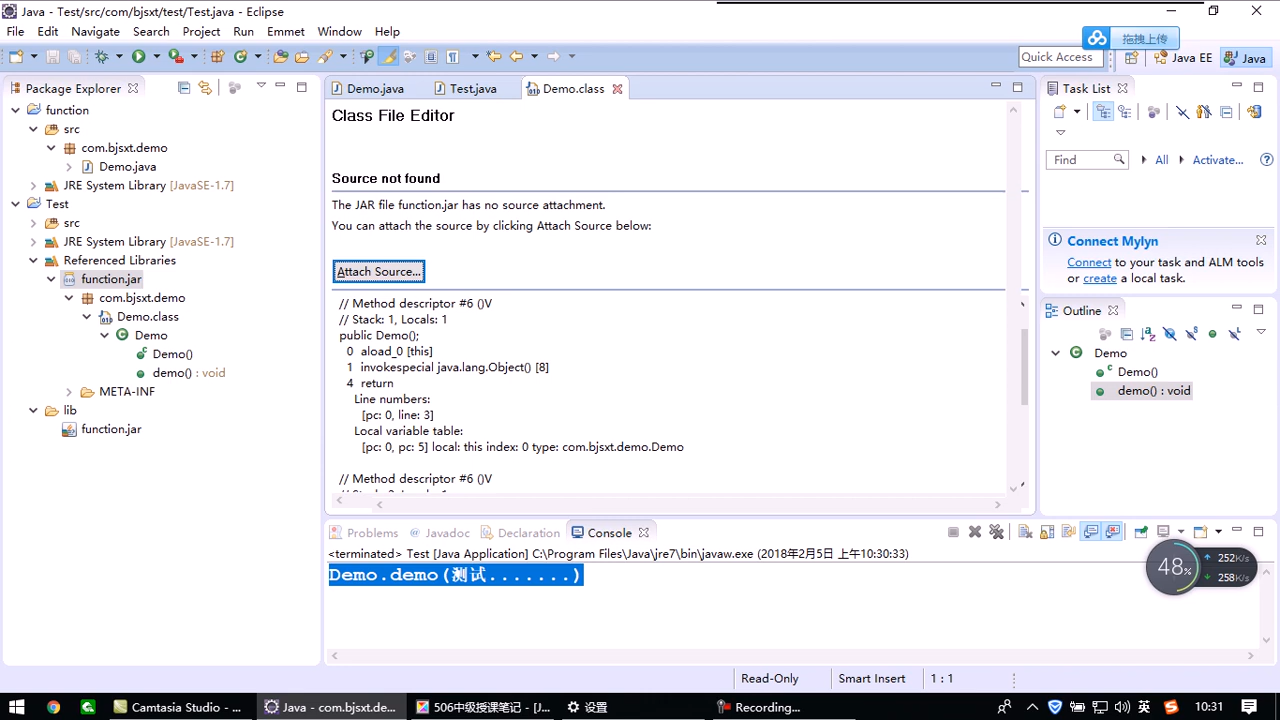 Java - Test/src/com/bjsxt/test/Test.java - Eclipse
File Edit Navigate Search Project Run Emmet Window Help
拖拽上传
Quick Access
Java EE
Java
Package Explorer
function
src
com.bjsxt.demo
Demo.java
JRE System Library [JavaSE-1.7]
Test
src
JRE System Library [JavaSE-1.7]
Referenced Libraries
function.jar
com.bjsxt.demo
Demo.class
Demo
Demo()
demo() : void
META-INF
lib
function.jar
Demo.java
Test.java
Demo.class
Class File Editor
Source not found
The JAR file function.jar has no source attachment.
You can attach the source by clicking Attach Source below:
Attach Source...
// Method descriptor #6 ()V
// Stack: 1, Locals: 1
public Demo();
0 aload_0 [this]
1 invokespecial java.lang.Object() [8]
4 return
Line numbers:
[pc: 0, line: 3]
Local variable table:
[pc: 0, pc: 5] local: this index: 0 type: com.bjsxt.demo.Demo
// Method descriptor #6 ()V
Task List
Find
All
Activate...
Connect Mylyn
Connect to your task and ALM tools
or create a local task.
Outline
Demo
Demo()
demo() : void
Problems
Javadoc
Declaration
Console
<terminated> Test [Java Application] C:\Program Files\Java\jre7\bin\javaw.exe (2018年2月5日 上午10:30:33)
Demo.demo(测试.......)
48%
252K/s
258K/s
Read-Only
Smart Insert
1 : 1
Camtasia Studio - ...
Java - com.bjsxt.de...
506中级授课笔记 - [J...
设置
Recording...
英
10:31